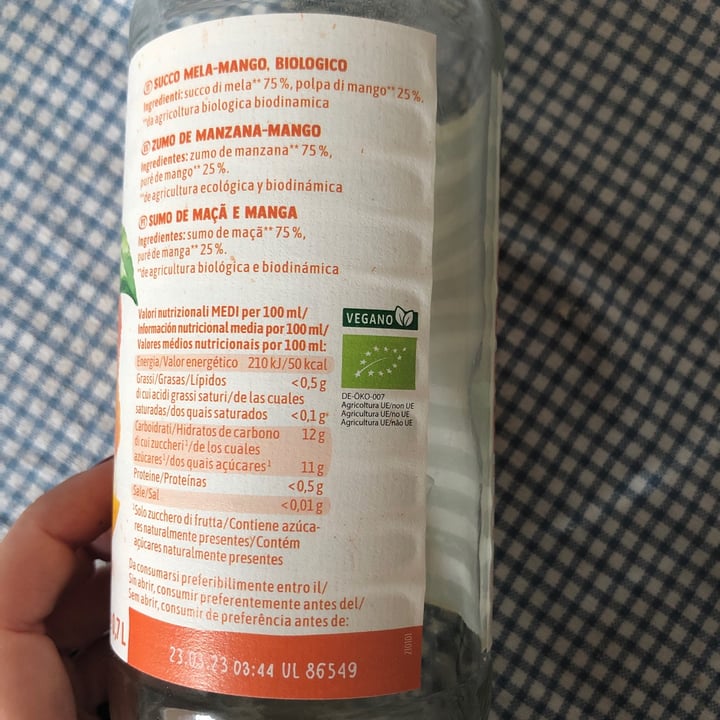 IT SUCCO MELA-MANGO, BIOLOGICO
Ingredienti: succo di mela** 75 %, polpa di mango** 25 %.
**da agricoltura biologica biodinamica
ES ZUMO DE MANZANA-MANGO
Ingredientes: zumo de manzana** 75 %,
puré de mango** 25 %.
**de agricultura ecológica y biodinámica
PT SUMO DE MAÇÃ E MANGA
Ingredientes: sumo de maçã** 75 %,
puré de manga** 25 %.
**de agricultura biológica e biodinámica
Valori nutrizionali MEDI per 100 ml/
Información nutricional media por 100 ml/
Valores médios nutricionais por 100 ml:
Energia/Valor energético 210 kJ/50 kcal
Grassi/Grasas/Lípidos <0,5 g
di cui acidi grassi saturi/de las cuales
saturadas/dos quais saturados <0,1 g
Carboidrati/Hidratos de carbono 12 g
di cui zuccheri¹/de los cuales
azúcares¹/dos quais açúcares¹ 11 g
Proteine/Proteínas <0,5 g
Sale/Sal <0,01 g
¹Solo zucchero di frutta/Contiene azúca-
res naturalmente presentes/Contém
açúcares naturalmente presentes
Da consumarsi preferibilmente entro il/
Sin abrir, consumir preferentemente antes del/
Sem abrir, consumir de preferência antes de:
VEGANO
DE-ÖKO-007
Agricoltura UE/non UE
Agricultura UE/no UE
Agricultura UE/não UE
0,7 L
23.03.23 03:44 UL 86549